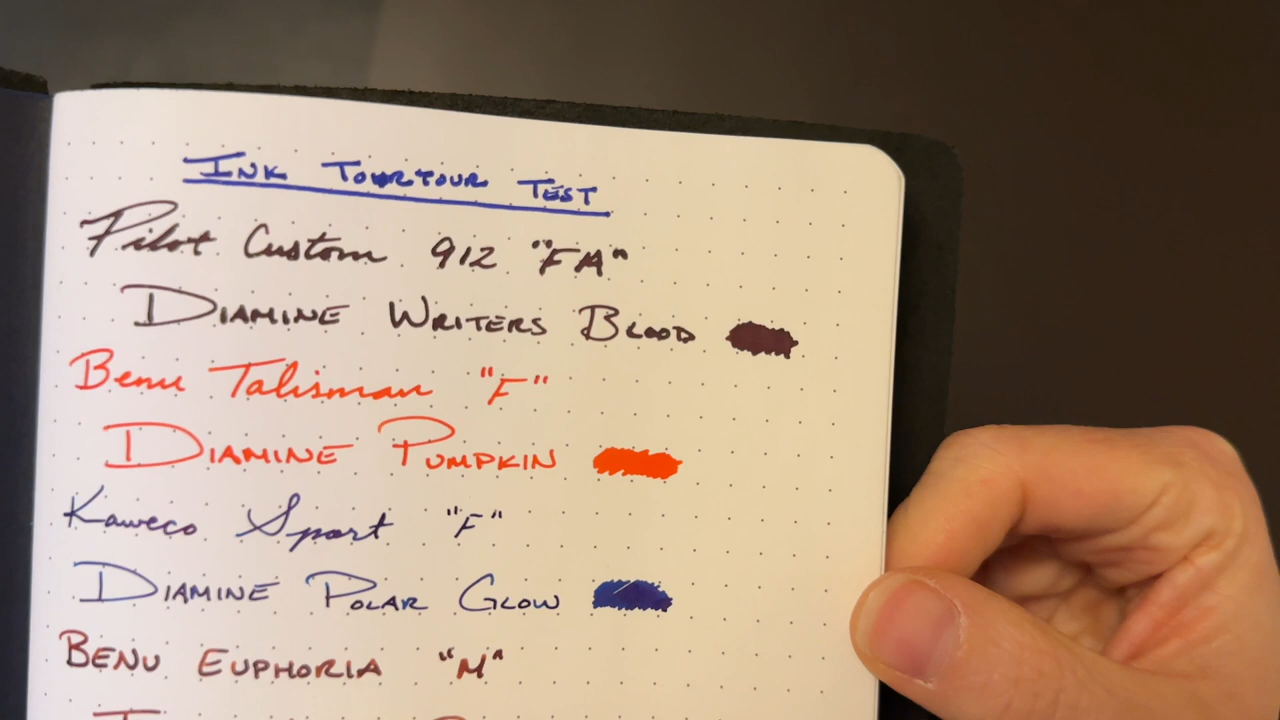 INK TOURTOUR TEST
Pilot Custom 912 "FA"
DIAMINE WRITERS BLOOD
Benu Talisman "F"
DIAMINE PUMPKIN
Kaweco Sport "F"
DIAMINE POLAR GLOW
BENU EUPHORIA "M"